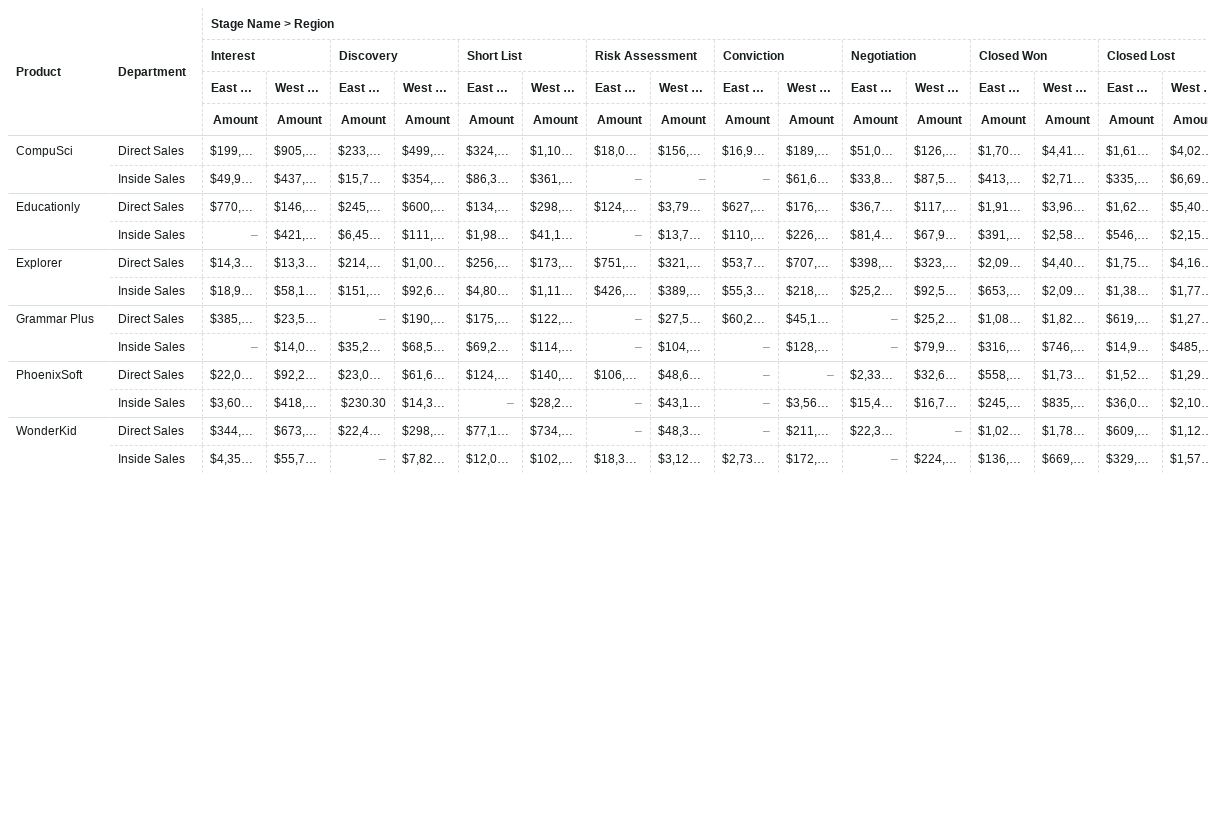 Stage Name > Region
Product Department Interest Discovery Short List Risk Assessment Conviction Negotiation Closed Won Closed Lost
East ... West ... East ... West ... East ... West ... East ... West ... East ... West ... East ... West ... East ... West ... East ... West ..
Amount Amount Amount Amount Amount Amount Amount Amount Amount Amount Amount Amount Amount Amount Amount Amou
CompuSci Direct Sales $199,... $905,... $233,... $499,... $324,... $1,10... $18,0... $156,... $16,9... $189,... $51,0... $126,... $1,70... $4,41... $1,61... $4,02...
Inside Sales $49,9... $437,... $15,7... $354,... $86,3... $361,... – – – $61,6... $33,8... $87,5... $413,... $2,71... $335,... $6,69...
Educationly Direct Sales $770,... $146,... $245,... $600,... $134,... $298,... $124,... $3,79... $627,... $176,... $36,7... $117,... $1,91... $3,96... $1,62... $5,40...
Inside Sales – $421,... $6,45... $111,... $1,98... $41,1... – $13,7... $110,... $226,... $81,4... $67,9... $391,... $2,58... $546,... $2,15...
Explorer Direct Sales $14,3... $13,3... $214,... $1,00... $256,... $173,... $751,... $321,... $53,7... $707,... $398,... $323,... $2,09... $4,40... $1,75... $4,16...
Inside Sales $18,9... $58,1... $151,... $92,6... $4,80... $1,11... $426,... $389,... $55,3... $218,... $25,2... $92,5... $653,... $2,09... $1,38... $1,77...
Grammar Plus Direct Sales $385,... $23,5... – $190,... $175,... $122,... – $27,5... $60,2... $45,1... – $25,2... $1,08... $1,82... $619,... $1,27...
Inside Sales – $14,0... $35,2... $68,5... $69,2... $114,... – $104,... – $128,... – $79,9... $316,... $746,... $14,9... $485,...
PhoenixSoft Direct Sales $22,0... $92,2... $23,0... $61,6... $124,... $140,... $106,... $48,6... – – $2,33... $32,6... $558,... $1,73... $1,52... $1,29...
Inside Sales $3,60... $418,... $230.30 $14,3... – $28,2... – $43,1... – $3,56... $15,4... $16,7... $245,... $835,... $36,0... $2,10...
WonderKid Direct Sales $344,... $673,... $22,4... $298,... $77,1... $734,... – $48,3... – $211,... $22,3... – $1,02... $1,78... $609,... $1,12...
Inside Sales $4,35... $55,7... – $7,82... $12,0... $102,... $18,3... $3,12... $2,73... $172,... – $224,... $136,... $669,... $329,... $1,57...